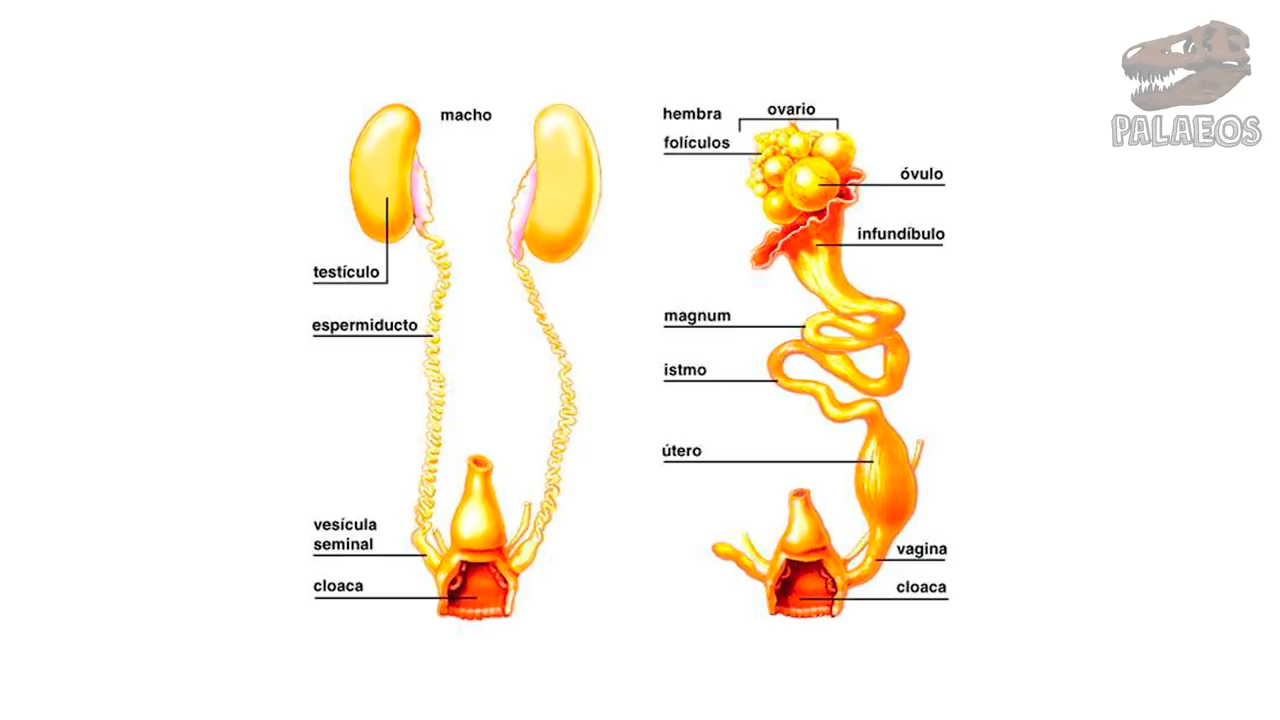 PALAEOS
macho
testículo
espermiducto
vesícula
seminal
cloaca
hembra
ovario
folículos
óvulo
infundíbulo
magnum
istmo
útero
vagina
cloaca